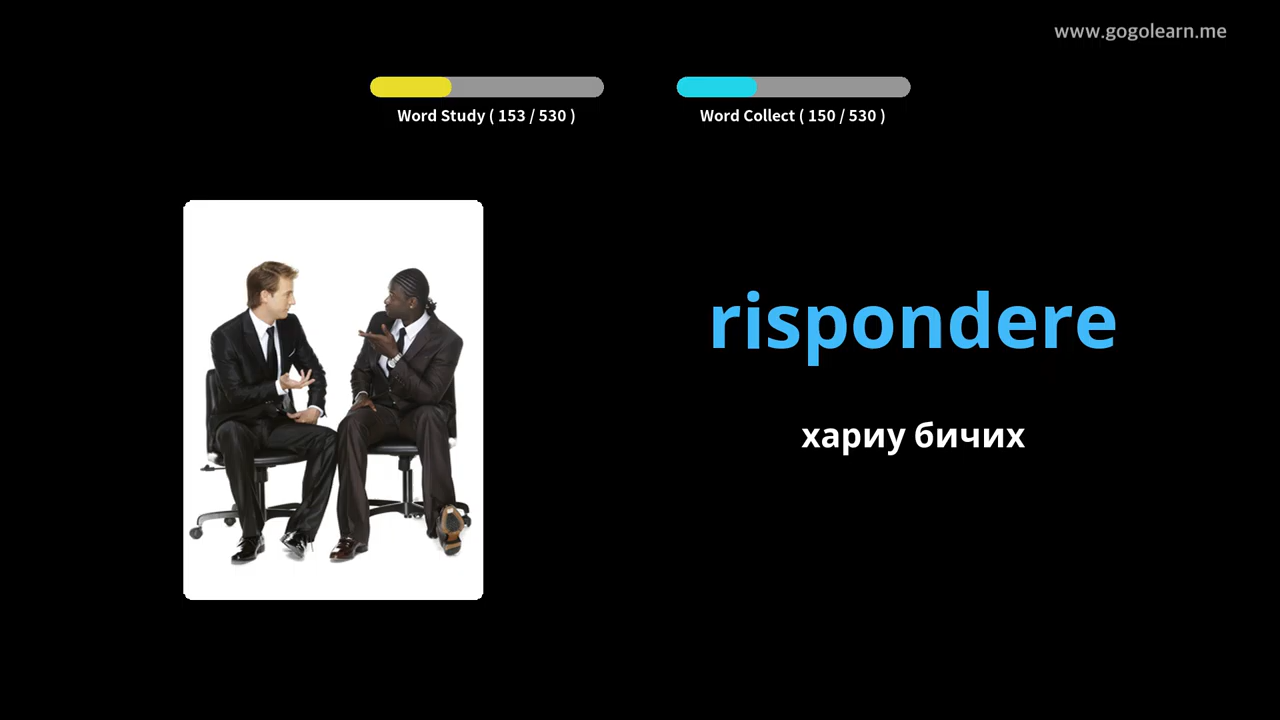 www.gogolearn.me
Word Study ( 153 / 530 )
Word Collect ( 150 / 530 )
rispondere
хариу бичих